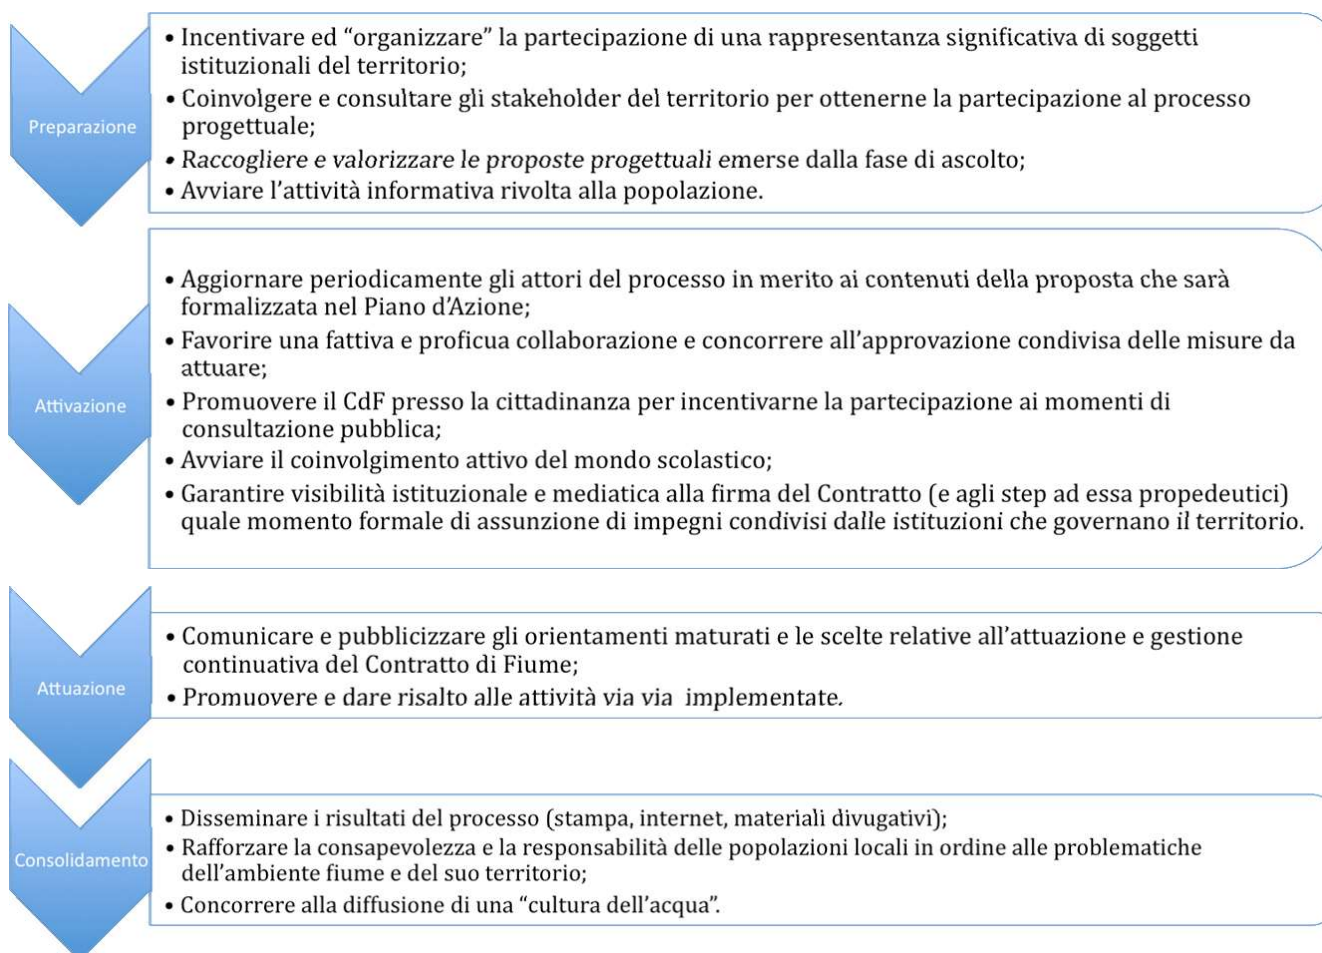 Preparazione
• Incentivare ed “organizzare” la partecipazione di una rappresentanza significativa di soggetti
istituzionali del territorio;
• Coinvolgere e consultare gli stakeholder del territorio per ottenerne la partecipazione al processo
progettuale;
• Raccogliere e valorizzare le proposte progettuali emerse dalla fase di ascolto;
• Avviare l’attività informativa rivolta alla popolazione.
Attivazione
• Aggiornare periodicamente gli attori del processo in merito ai contenuti della proposta che sarà
formalizzata nel Piano d’Azione;
• Favorire una fattiva e proficua collaborazione e concorrere all’approvazione condivisa delle misure da
attuare;
• Promuovere il CdF presso la cittadinanza per incentivarne la partecipazione ai momenti di
consultazione pubblica;
• Avviare il coinvolgimento attivo del mondo scolastico;
• Garantire visibilità istituzionale e mediatica alla firma del Contratto (e agli step ad essa propedeutici)
quale momento formale di assunzione di impegni condivisi dalle istituzioni che governano il territorio.
Attuazione
• Comunicare e pubblicizzare gli orientamenti maturati e le scelte relative all’attuazione e gestione
continuativa del Contratto di Fiume;
• Promuovere e dare risalto alle attività via via  implementate.
Consolidamento
• Disseminare i risultati del processo (stampa, internet, materiali divugativi);
• Rafforzare la consapevolezza e la responsabilità delle popolazioni locali in ordine alle problematiche
dell’ambiente fiume e del suo territorio;
• Concorrere alla diffusione di una “cultura dell’acqua”.